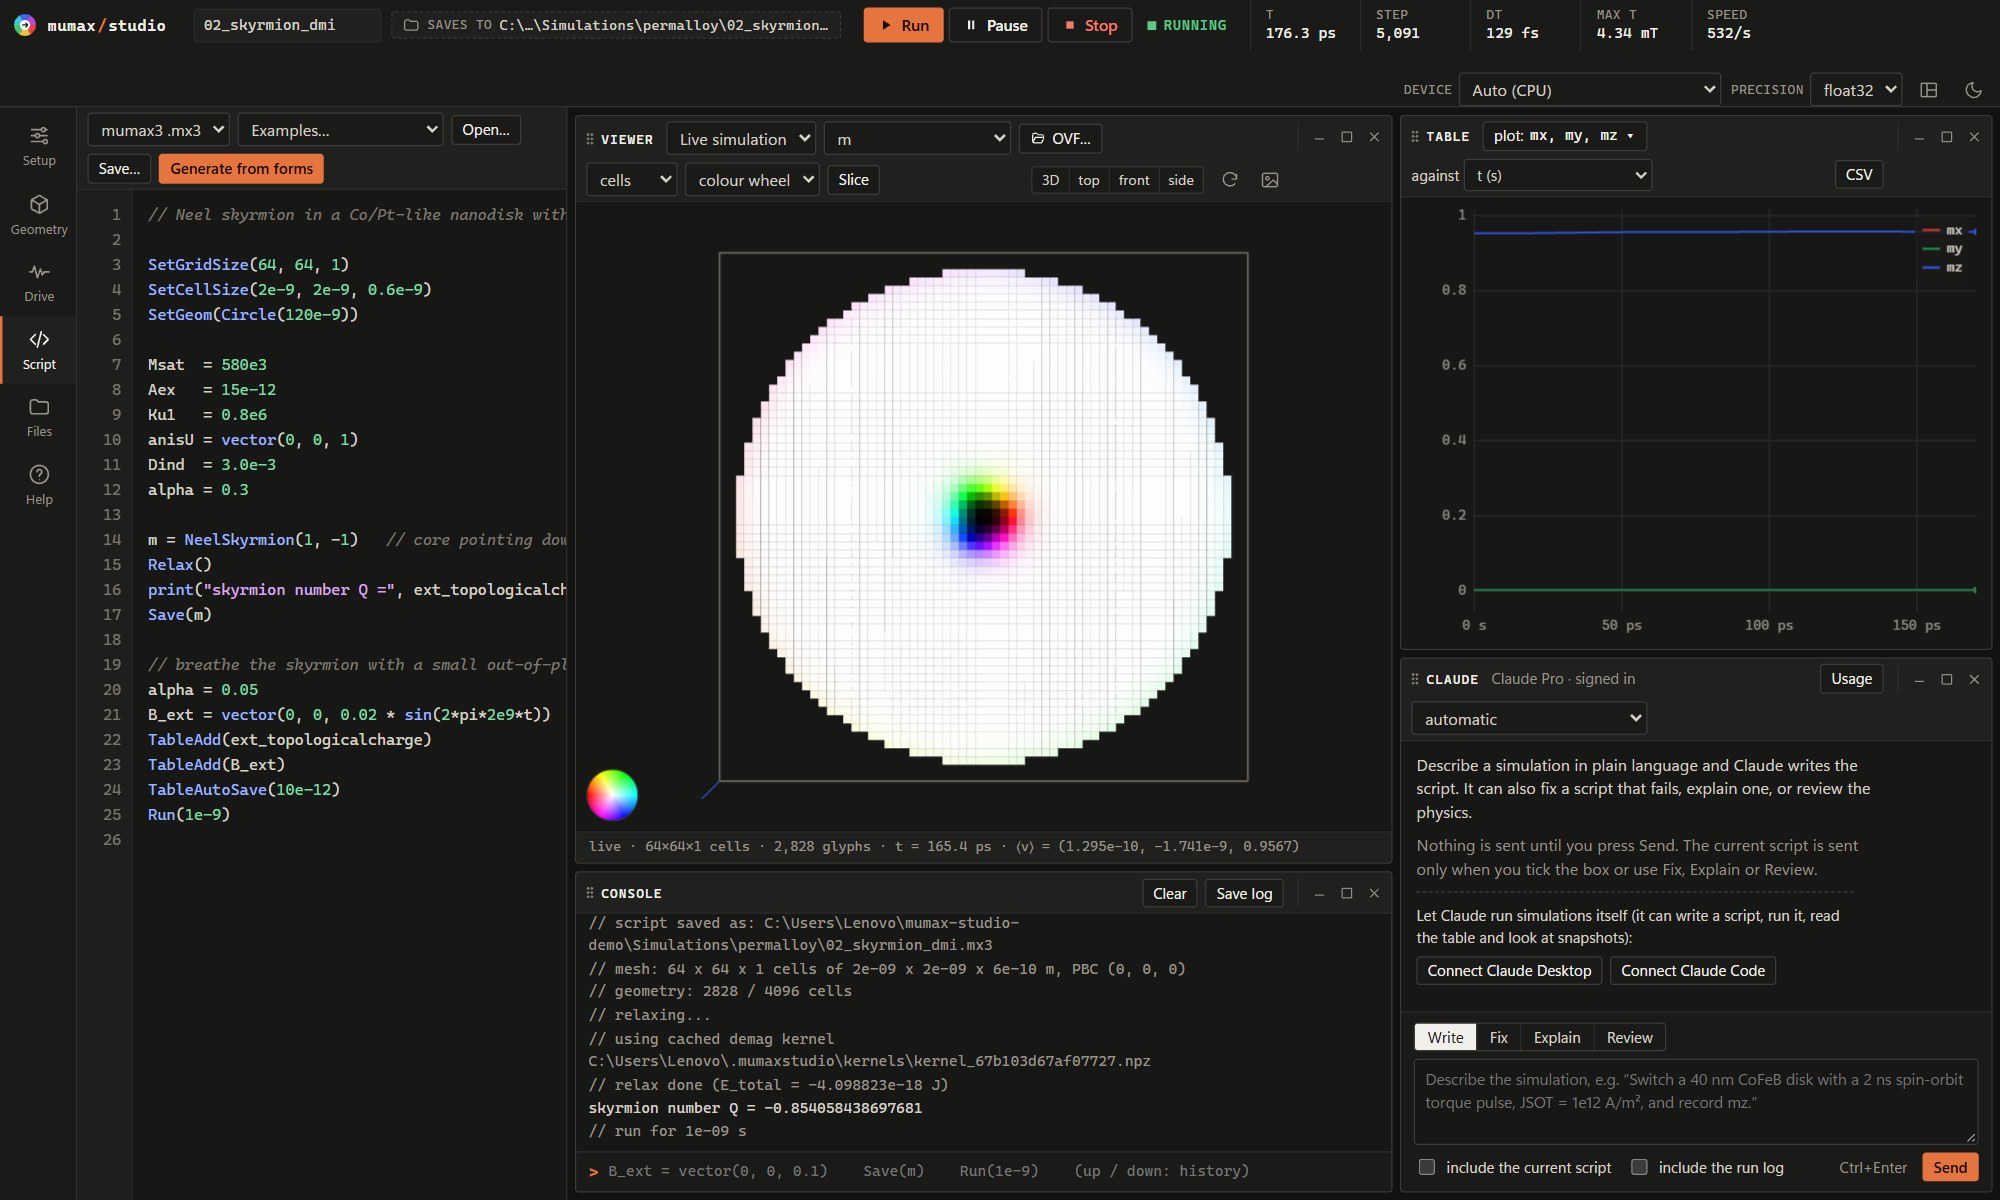 mumax/studio
02_skyrmion_dmi
SAVES TO C:\…\Simulations\permalloy\02_skyrmion…
Run
Pause
Stop
RUNNING
T
176.3 ps
STEP
5,091
DT
129 fs
MAX T
4.34 mT
SPEED
532/s
DEVICE
Auto (CPU)
PRECISION
float32
Setup
Geometry
Drive
Script
Files
Help
mumax3 .mx3
Examples...
Open...
Save...
Generate from forms
1 // Neel skyrmion in a Co/Pt-like nanodisk with
2
3 SetGridSize(64, 64, 1)
4 SetCellSize(2e-9, 2e-9, 0.6e-9)
5 SetGeom(Circle(120e-9))
6
7 Msat = 580e3
8 Aex = 15e-12
9 Ku1 = 0.8e6
10 anisU = vector(0, 0, 1)
11 Dind = 3.0e-3
12 alpha = 0.3
13
14 m = NeelSkyrmion(1, -1) // core pointing dow
15 Relax()
16 print("skyrmion number Q =", ext_topologicalch
17 Save(m)
18
19 // breathe the skyrmion with a small out-of-pl
20 alpha = 0.05
21 B_ext = vector(0, 0, 0.02 * sin(2*pi*2e9*t))
22 TableAdd(ext_topologicalcharge)
23 TableAdd(B_ext)
24 TableAutoSave(10e-12)
25 Run(1e-9)
26
VIEWER
Live simulation
m
OVF...
cells
colour wheel
Slice
3D
top
front
side
live · 64×64×1 cells · 2,828 glyphs · t = 165.4 ps · ⟨v⟩ = (1.295e-10, -1.741e-9, 0.9567)
CONSOLE
Clear
Save log
// script saved as: C:\Users\Lenovo\mumax-studio-
demo\Simulations\permalloy\02_skyrmion_dmi.mx3
// mesh: 64 x 64 x 1 cells of 2e-09 x 2e-09 x 6e-10 m, PBC (0, 0, 0)
// geometry: 2828 / 4096 cells
// relaxing...
// using cached demag kernel
C:\Users\Lenovo\.mumaxstudio\kernels\kernel_67b103d67af07727.npz
// relax done (E_total = -4.098823e-18 J)
skyrmion number Q = -0.854058438697681
// run for 1e-09 s
> B_ext = vector(0, 0, 0.1) Save(m) Run(1e-9) (up / down: history)
TABLE
plot: mx, my, mz
against
t (s)
CSV
1
0.8
0.6
0.4
0.2
0
0 s
50 ps
100 ps
150 ps
mx
my
mz
CLAUDE
Claude Pro · signed in
Usage
automatic
Describe a simulation in plain language and Claude writes the
script. It can also fix a script that fails, explain one, or review the
physics.
Nothing is sent until you press Send. The current script is sent
only when you tick the box or use Fix, Explain or Review.
Let Claude run simulations itself (it can write a script, run it, read
the table and look at snapshots):
Connect Claude Desktop
Connect Claude Code
Write
Fix
Explain
Review
Describe the simulation, e.g. “Switch a 40 nm CoFeB disk with a 2 ns spin-orbit
torque pulse, JSOT = 1e12 A/m², and record mz.”
include the current script
include the run log
Ctrl+Enter
Send